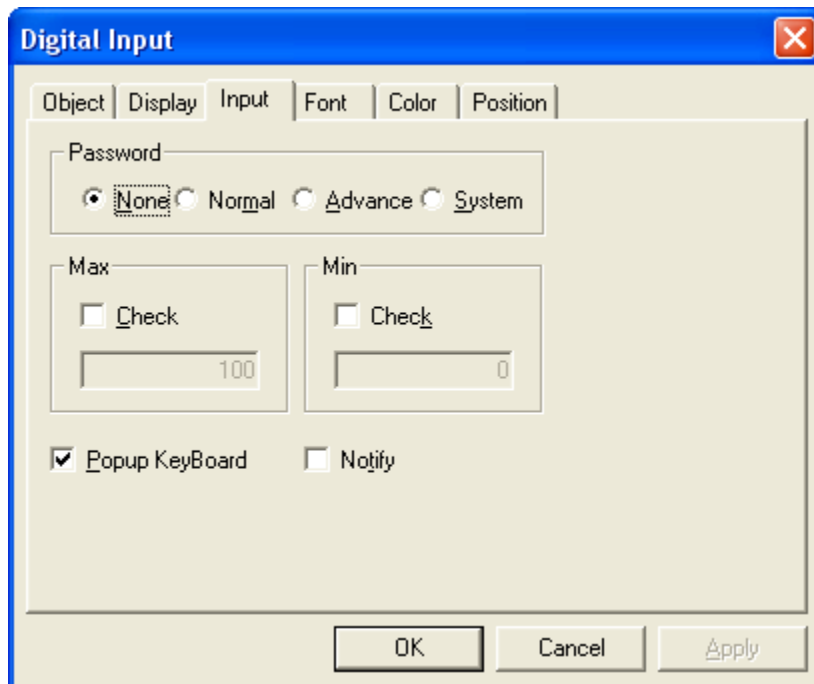 Digital Input
Object Display Input Font Color Position
Password
None Normal Advance System
Max Min
Check Check
100 0
Popup KeyBoard Notify
OK Cancel Apply